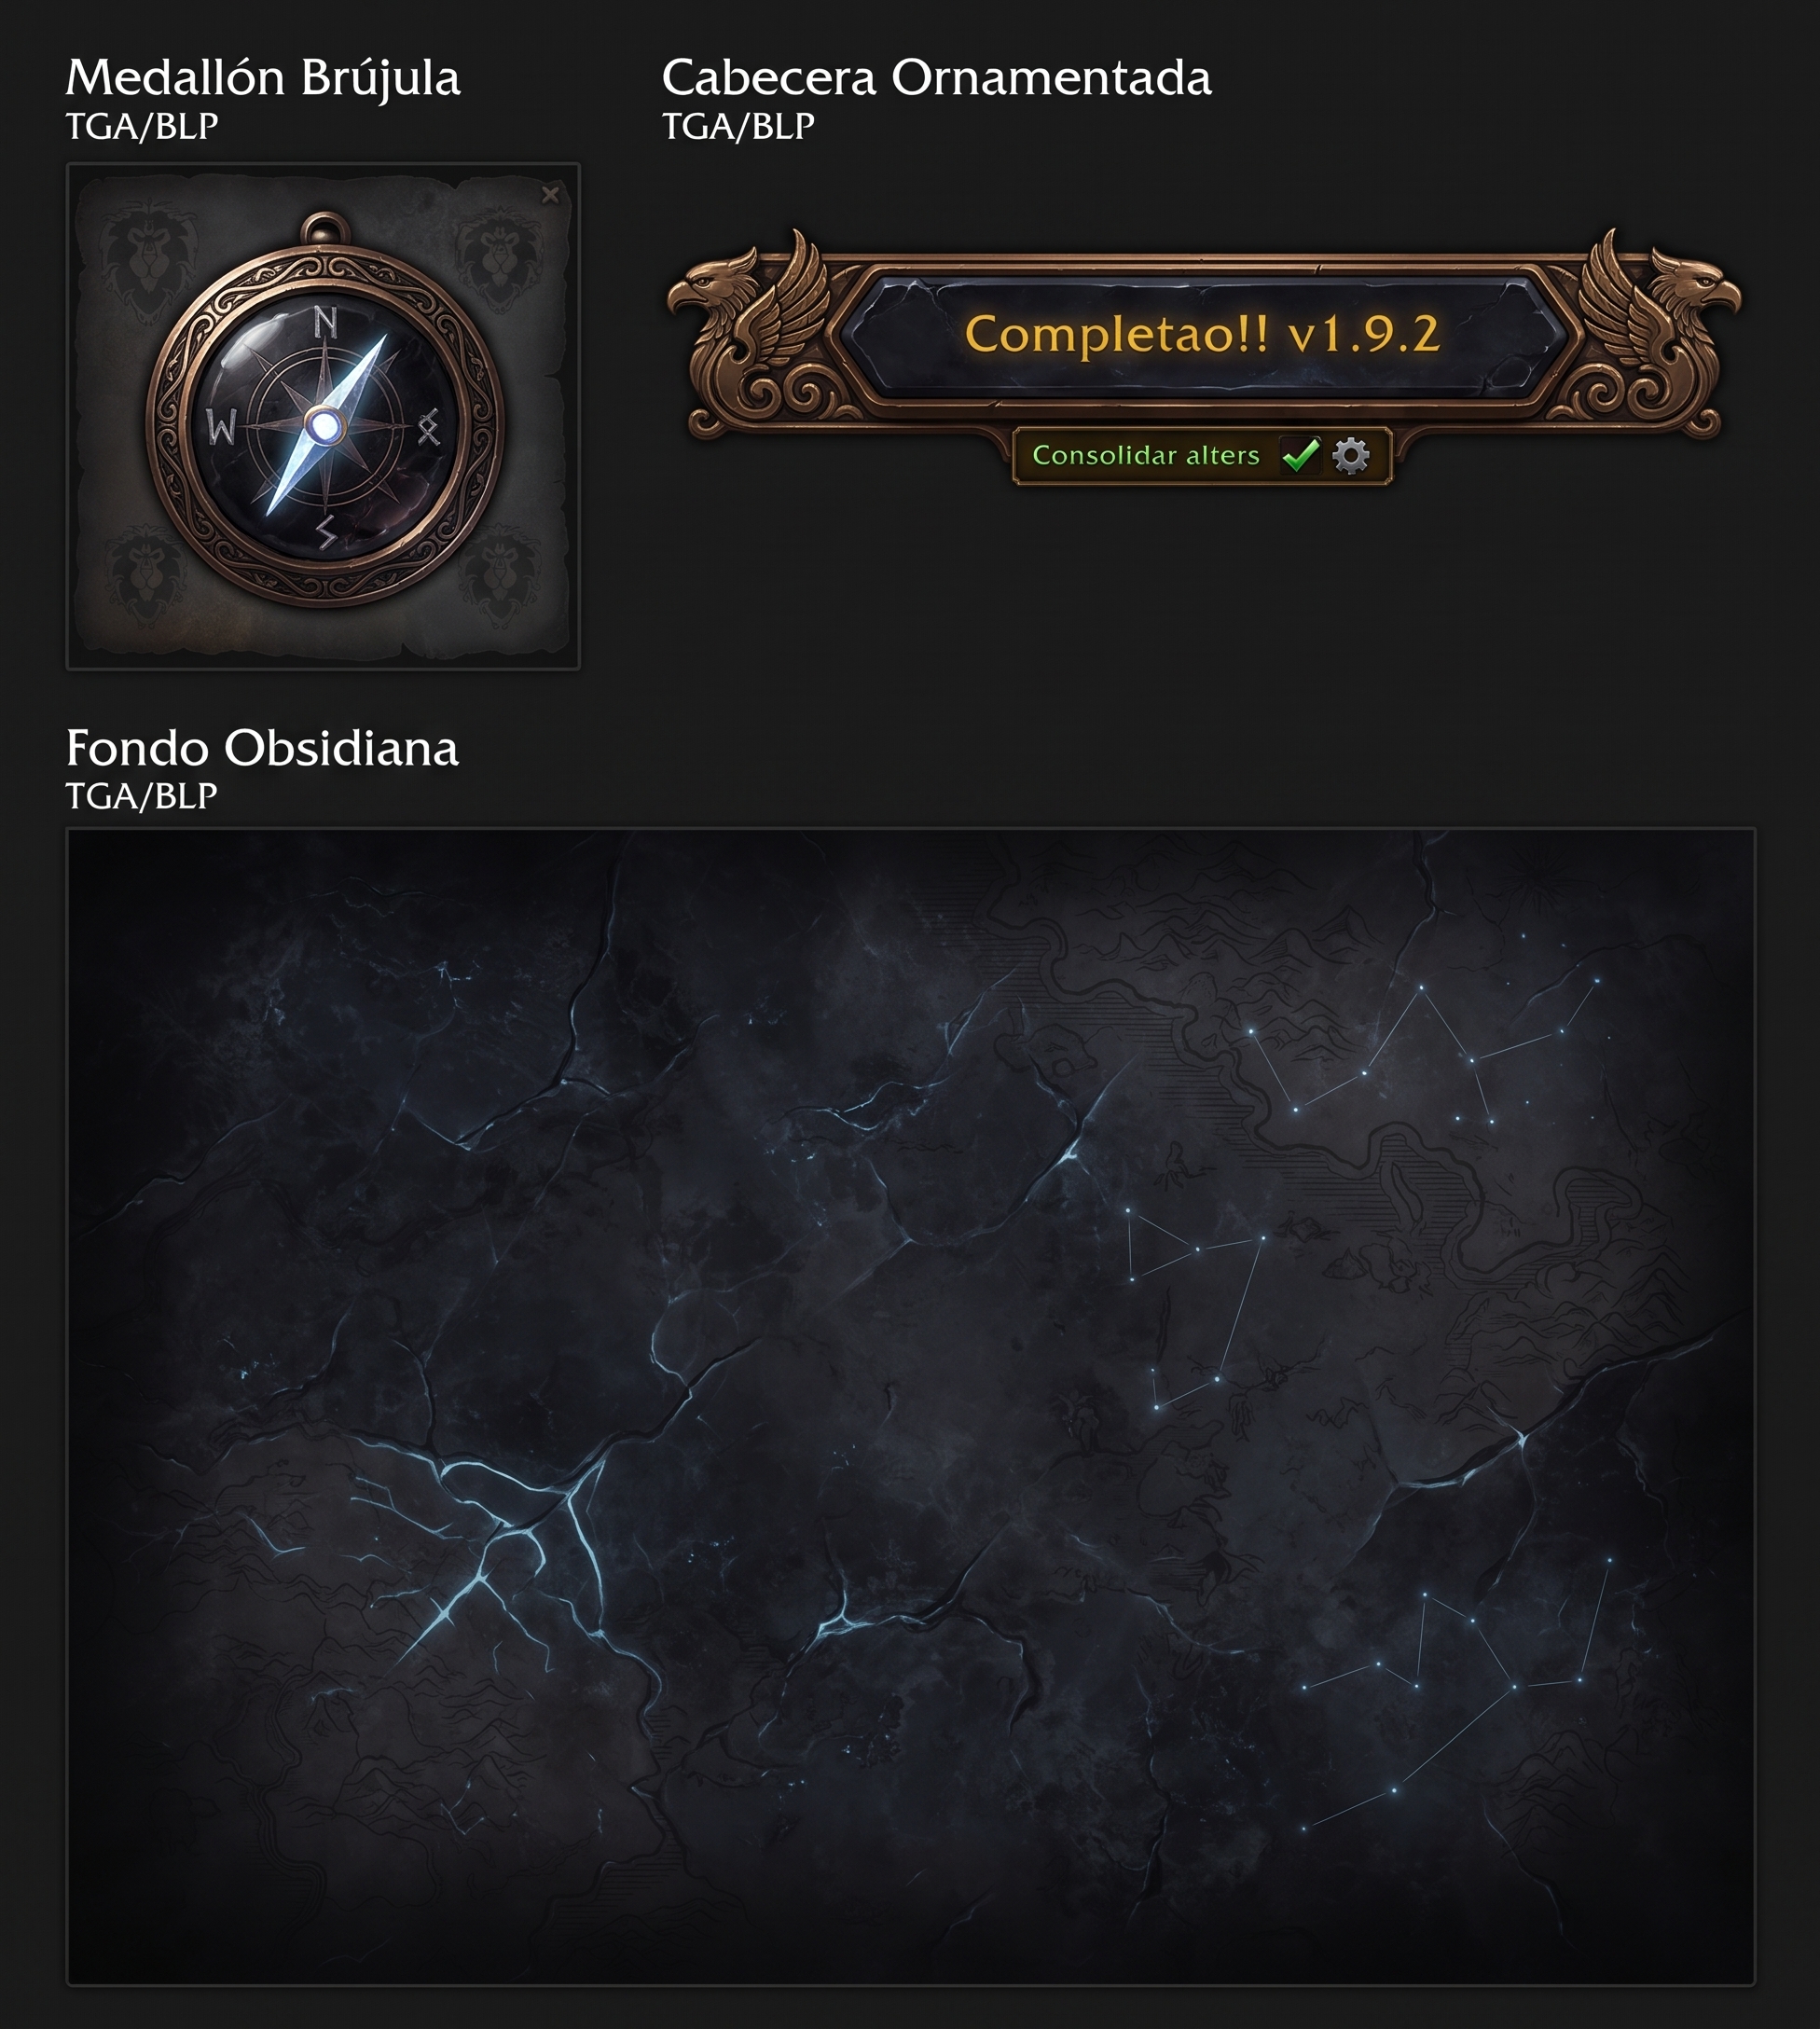 Medallón Brújula
TGA/BLP
Cabecera Ornamentada
TGA/BLP
N
W
S
Completao!! v1.9.2
Consolidar alters
Fondo Obsidiana
TGA/BLP